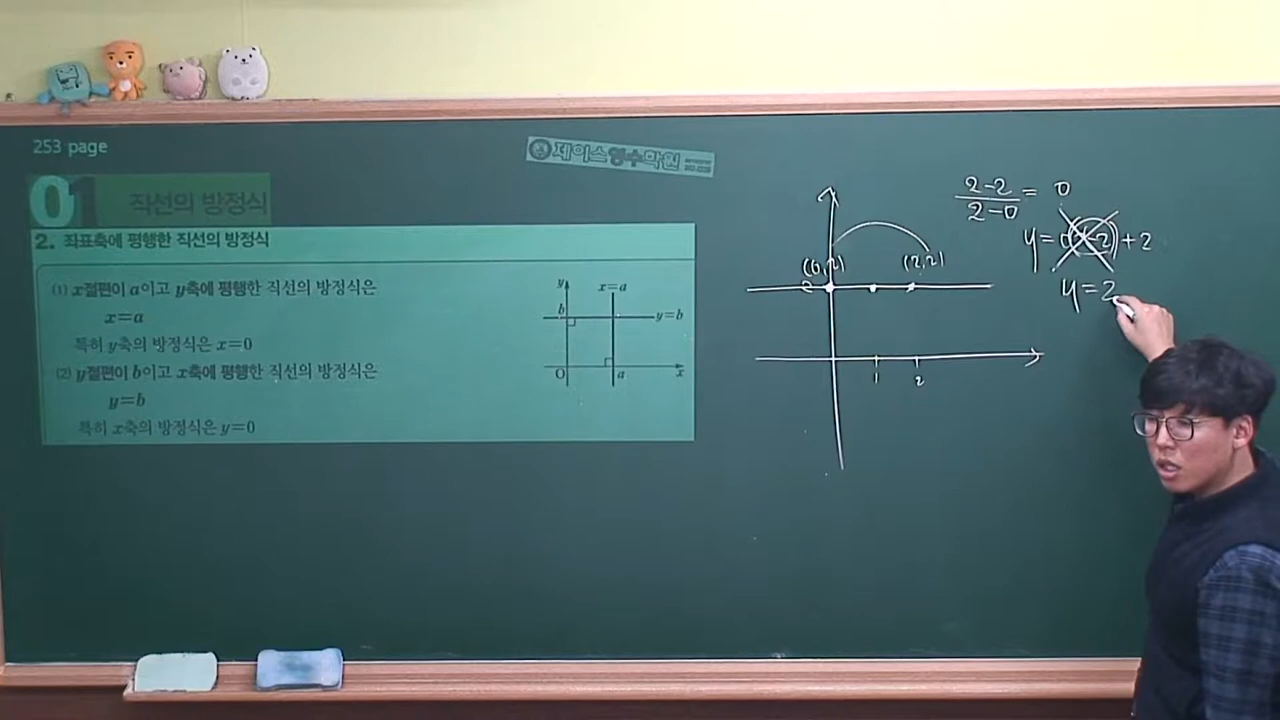 253 page
제이스영수학원
01 직선의 방정식
2. 좌표축에 평행한 직선의 방정식
(1) x절편이 a이고 y축에 평행한 직선의 방정식은
x=a
특히 y축의 방정식은 x=0
(2) y절편이 b이고 x축에 평행한 직선의 방정식은
y=b
특히 x축의 방정식은 y=0
y
x=a
b
y=b
O
a
x
2-2
2-0
= 0
y=
+2
y=2
(0,2)
(2,2)
2
1
2